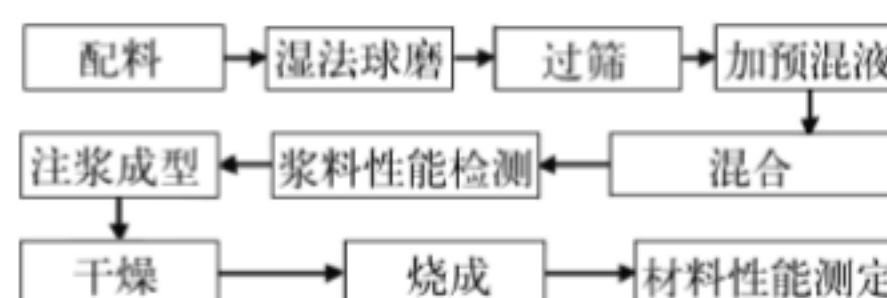 配料 湿法球磨 过筛 加预混液
注浆成型 浆料性能检测 混合
干燥 烧成 材料性能测定